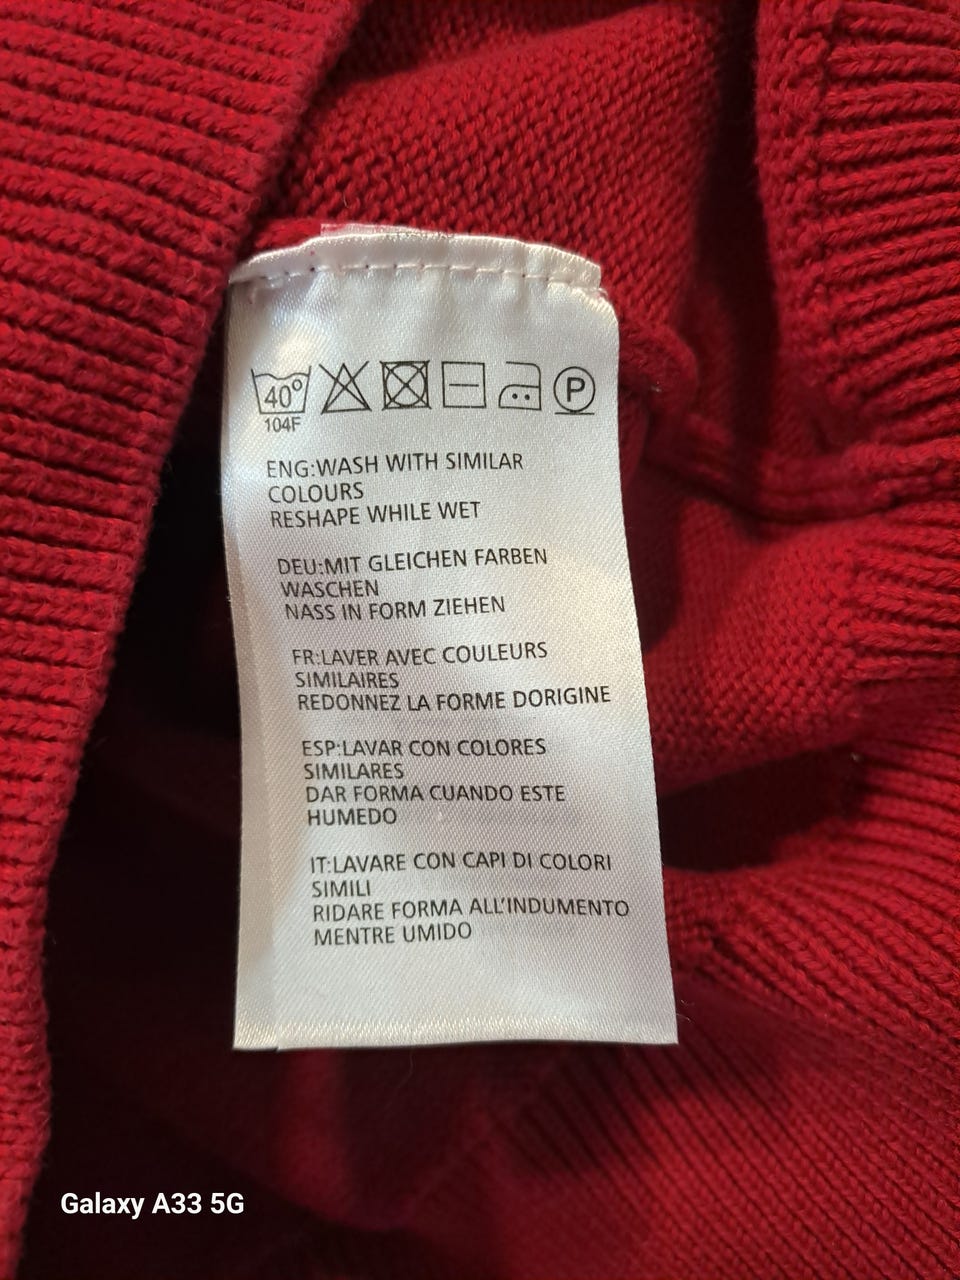 40°
104F
P
ENG:WASH WITH SIMILAR
COLOURS
RESHAPE WHILE WET
DEU:MIT GLEICHEN FARBEN
WASCHEN
NASS IN FORM ZIEHEN
FR:LAVER AVEC COULEURS
SIMILAIRES
REDONNEZ LA FORME DORIGINE
ESP:LAVAR CON COLORES
SIMILARES
DAR FORMA CUANDO ESTE
HUMEDO
IT:LAVARE CON CAPI DI COLORI
SIMILI
RIDARE FORMA ALL'INDUMENTO
MENTRE UMIDO
Galaxy A33 5G